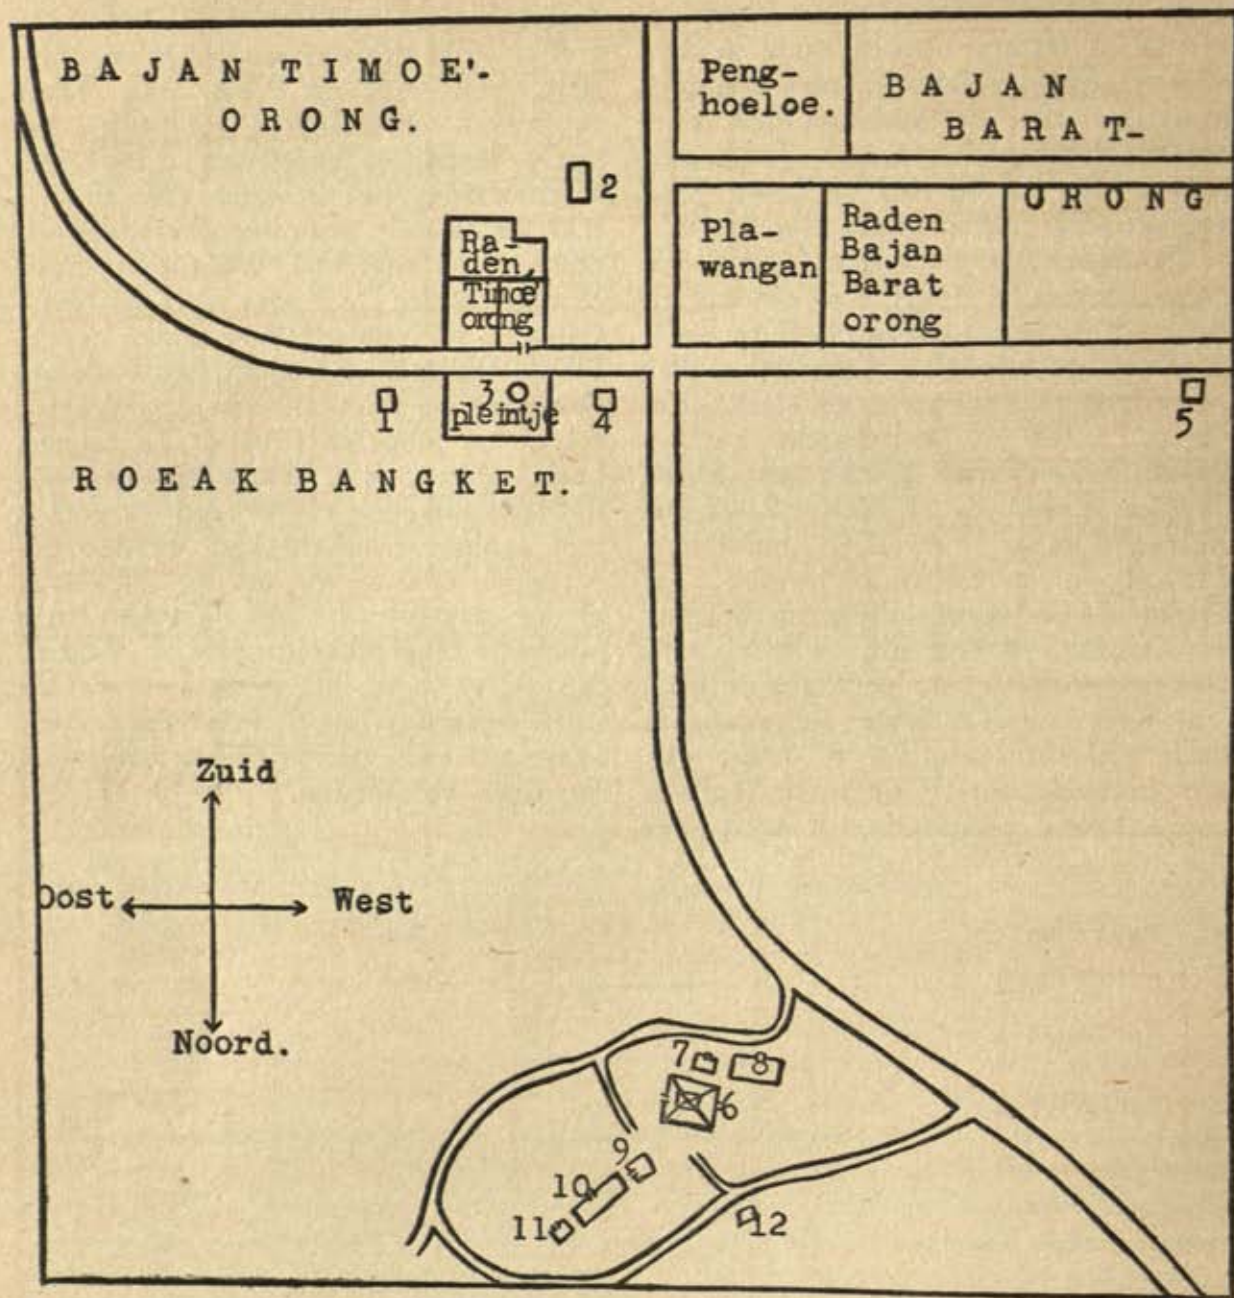 BAJAN TIMOE'-
ORONG.
Peng-
hoeloe.
BAJAN
BARAT-
ORONG
2
Ra-
den,
Timoe'
orong
Pla-
wangan
Raden
Bajan
Barat
orong
1
3
pleintje
4
5
ROEAK BANGKET.
Zuid
Oost
West
Noord.
7
8
6
9
10
11
12